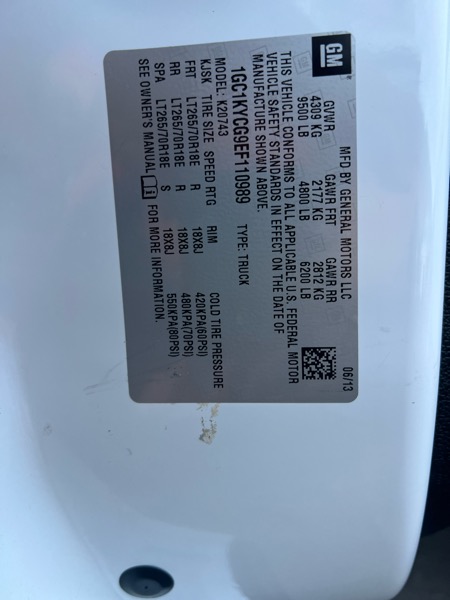 GM
MFD BY GENERAL MOTORS LLC 06/13
GVWR GAWR FRT GAWR RR
4309 KG 2177 KG 2812 KG
9500 LB 4800 LB 6200 LB
THIS VEHICLE CONFORMS TO ALL APPLICABLE U.S. FEDERAL MOTOR
VEHICLE SAFETY STANDARDS IN EFFECT ON THE DATE OF
MANUFACTURE SHOWN ABOVE.
1GC1KYCG9EF110989 TYPE: TRUCK
MODEL: K20743
KJSK TIRE SIZE SPEED RTG RIM COLD TIRE PRESSURE
FRT LT265/70R18E R 18X8J 420KPA(60PSI)
RR LT265/70R18E R 18X8J 480KPA(70PSI)
SPA LT265/70R18E S 18X8J 550KPA(80PSI)
SEE OWNER'S MANUAL FOR MORE INFORMATION.